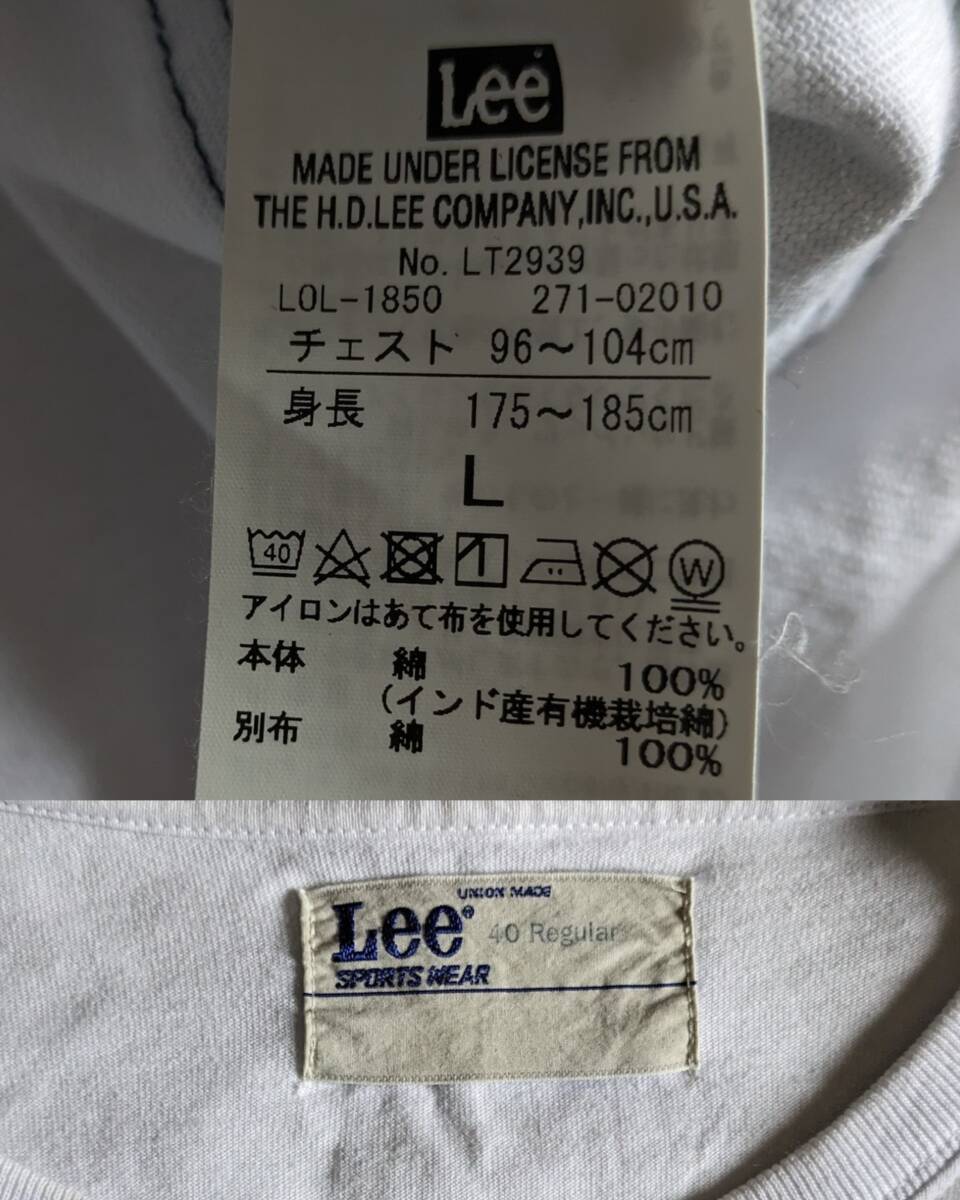 Lee
MADE UNDER LICENSE FROM
THE H.D.LEE COMPANY,INC.,U.S.A.
No. LT2939
LOL-1850 271-02010
チェスト 96〜104cm
身長 175〜185cm
L
40 W
アイロンはあて布を使用してください。
本体 綿 100%
(インド産有機栽培綿)
別布 綿 100%
UNION MADE
Lee® 40 Regular
SPORTS WEAR